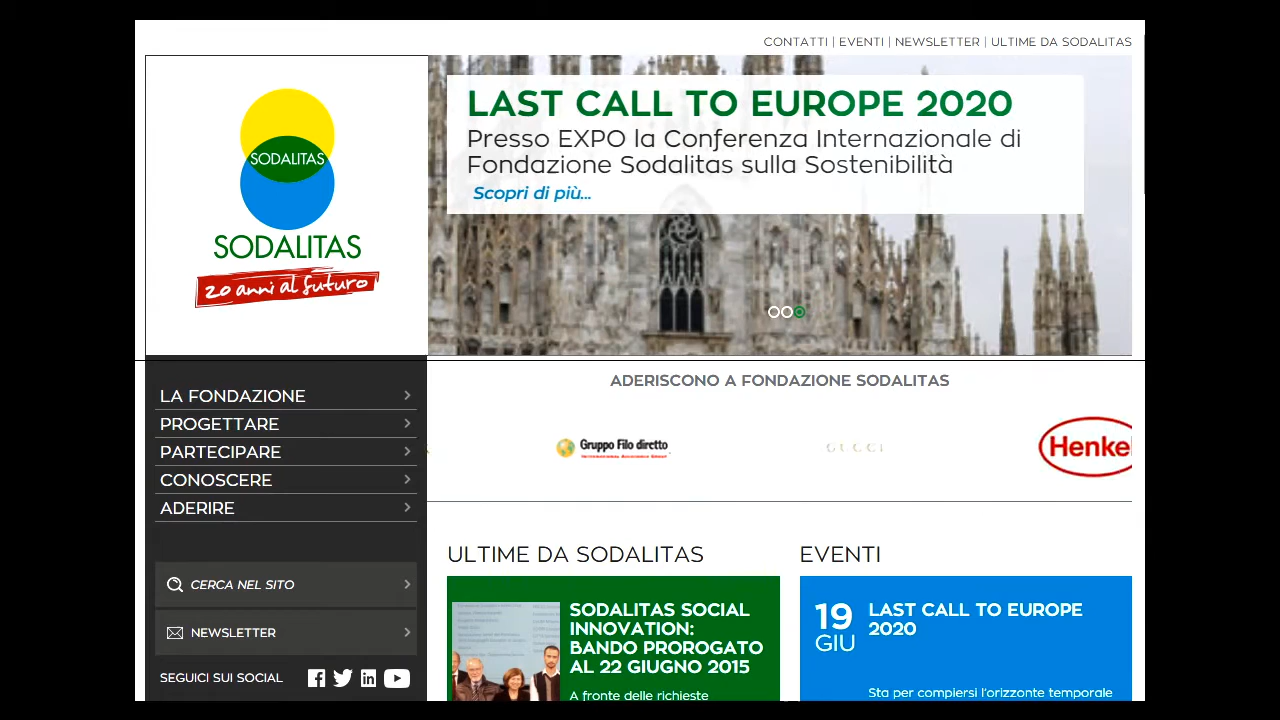 CONTATTI | EVENTI | NEWSLETTER | ULTIME DA SODALITAS
SODALITAS
SODALITAS
20 anni al futuro
LAST CALL TO EUROPE 2020
Presso EXPO la Conferenza Internazionale di
Fondazione Sodalitas sulla Sostenibilità
Scopri di più...
LA FONDAZIONE
PROGETTARE
PARTECIPARE
CONOSCERE
ADERIRE
CERCA NEL SITO
NEWSLETTER
SEGUICI SUI SOCIAL
ADERISCONO A FONDAZIONE SODALITAS
Gruppo Filo diretto
GUCCI
Henke
ULTIME DA SODALITAS
SODALITAS SOCIAL
INNOVATION:
BANDO PROROGATO
AL 22 GIUGNO 2015
A fronte delle richieste
EVENTI
19
GIU
LAST CALL TO EUROPE
2020
Sta per compiersi l'orizzonte temporale